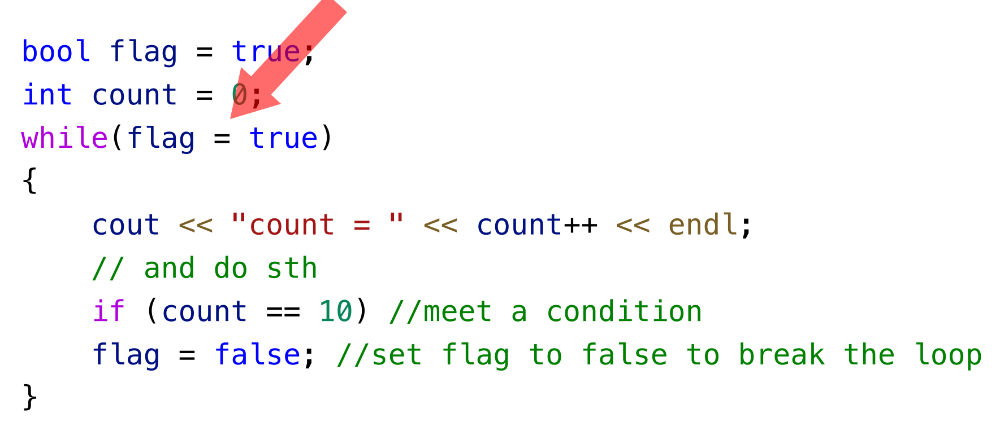 bool flag = true;
int count = 0;
while(flag = true)
{
    cout << "count = " << count++ << endl;
    // and do sth
    if (count == 10) //meet a condition
    flag = false; //set flag to false to break the loop
}